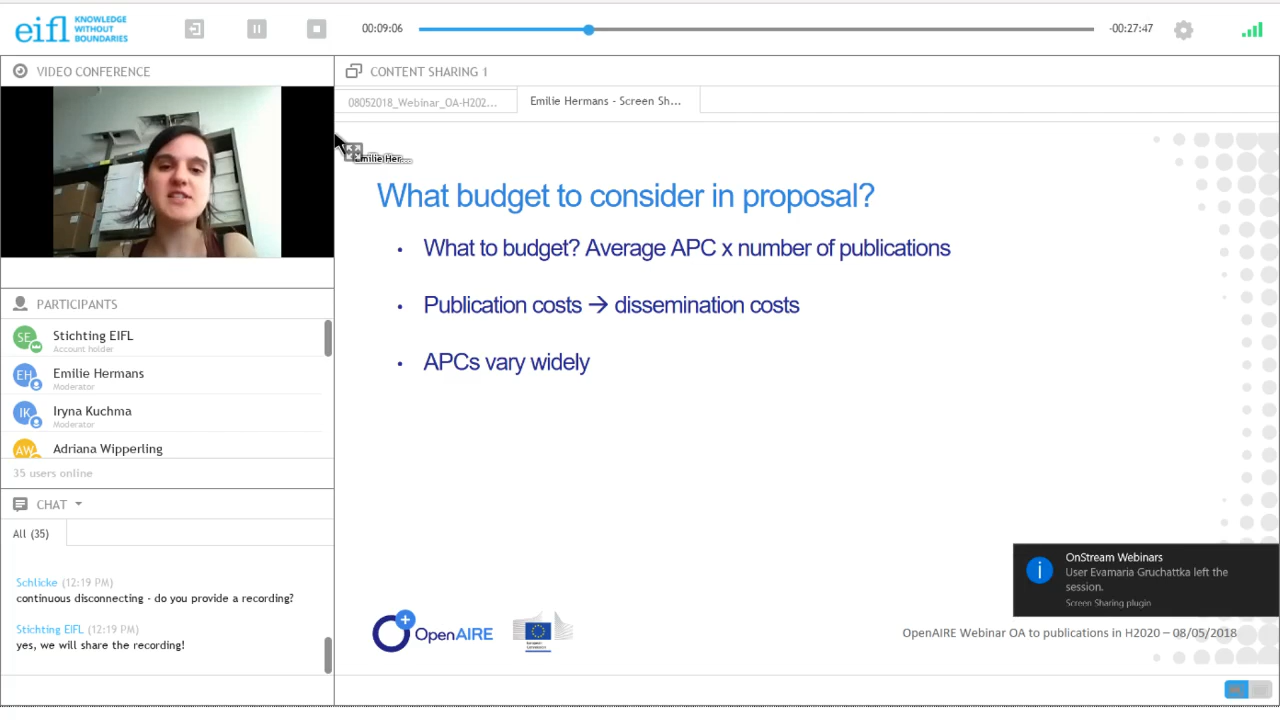 eifl KNOWLEDGE
WITHOUT
BOUNDARIES
00:09:06
-00:27:47
VIDEO CONFERENCE
CONTENT SHARING 1
08052018_Webinar_OA-H202...
Emilie Hermans - Screen Sh...
Emilie Her...
What budget to consider in proposal?
• What to budget? Average APC x number of publications
• Publication costs → dissemination costs
• APCs vary widely
PARTICIPANTS
SE Stichting EIFL
Account holder
EH Emilie Hermans
Moderator
IK Iryna Kuchma
Moderator
AW Adriana Wipperling
35 users online
CHAT
All (35)
Schlicke (12:19 PM)
continuous disconnecting - do you provide a recording?
Stichting EIFL (12:19 PM)
yes, we will share the recording!
OnStream Webinars
User Evamaria Gruchattka left the
session.
Screen Sharing plugin
OpenAIRE
European
Commission
OpenAIRE Webinar OA to publications in H2020 – 08/05/2018